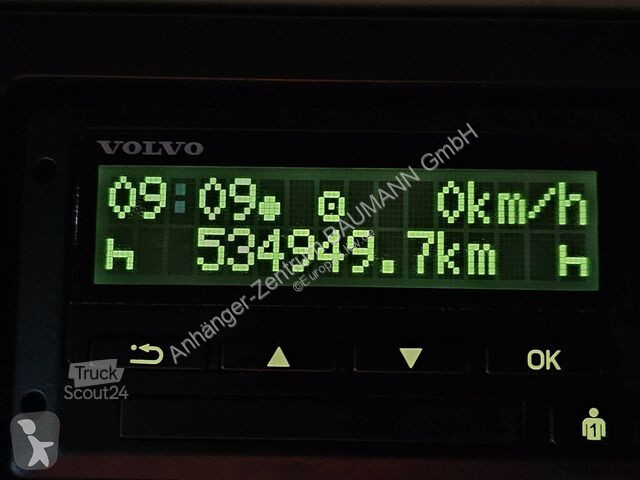 VOLVO
09:09 0km/h
534949.7km
OK
1
Anhänger-Zentrum BAUMANN GmbH
Truck
Scout24